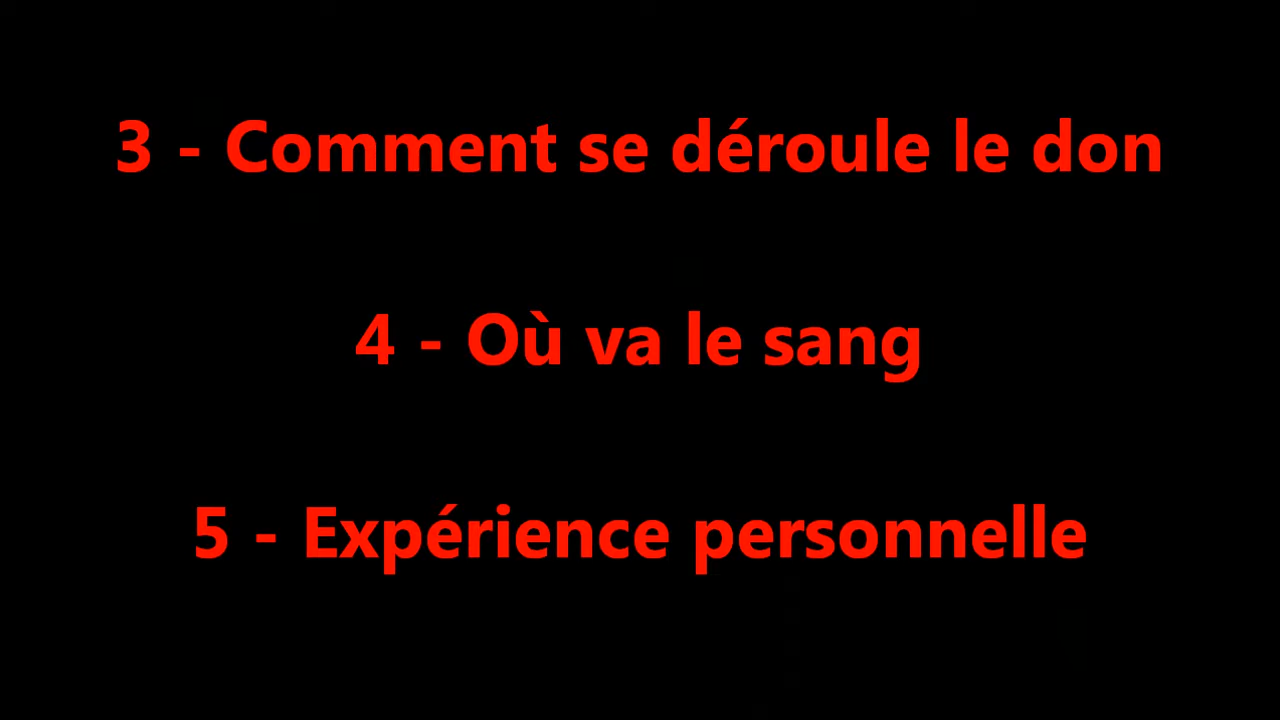 3 - Comment se déroule le don
4 - Où va le sang
5 - Expérience personnelle